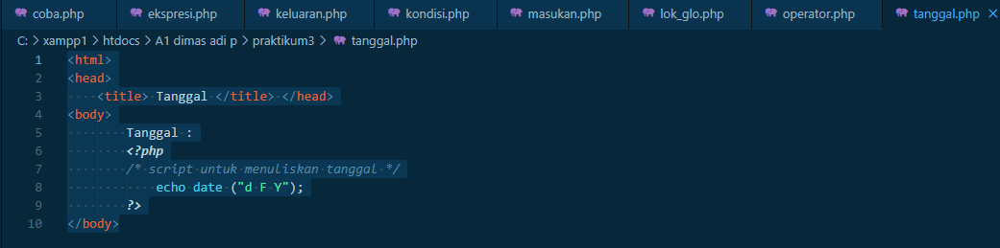 coba.php ekspresi.php keluaran.php kondisi.php masukan.php lok_glo.php operator.php tanggal.php ×
C: > xampp1 > htdocs > A1 dimas adi p > praktikum3 > tanggal.php
1 <html>
2 <head>
3     <title> Tanggal </title> </head>
4 <body>
5         Tanggal :
6         <?php
7         /* script untuk menuliskan tanggal */
8             echo date ("d F Y");
9         ?>
10 </body>